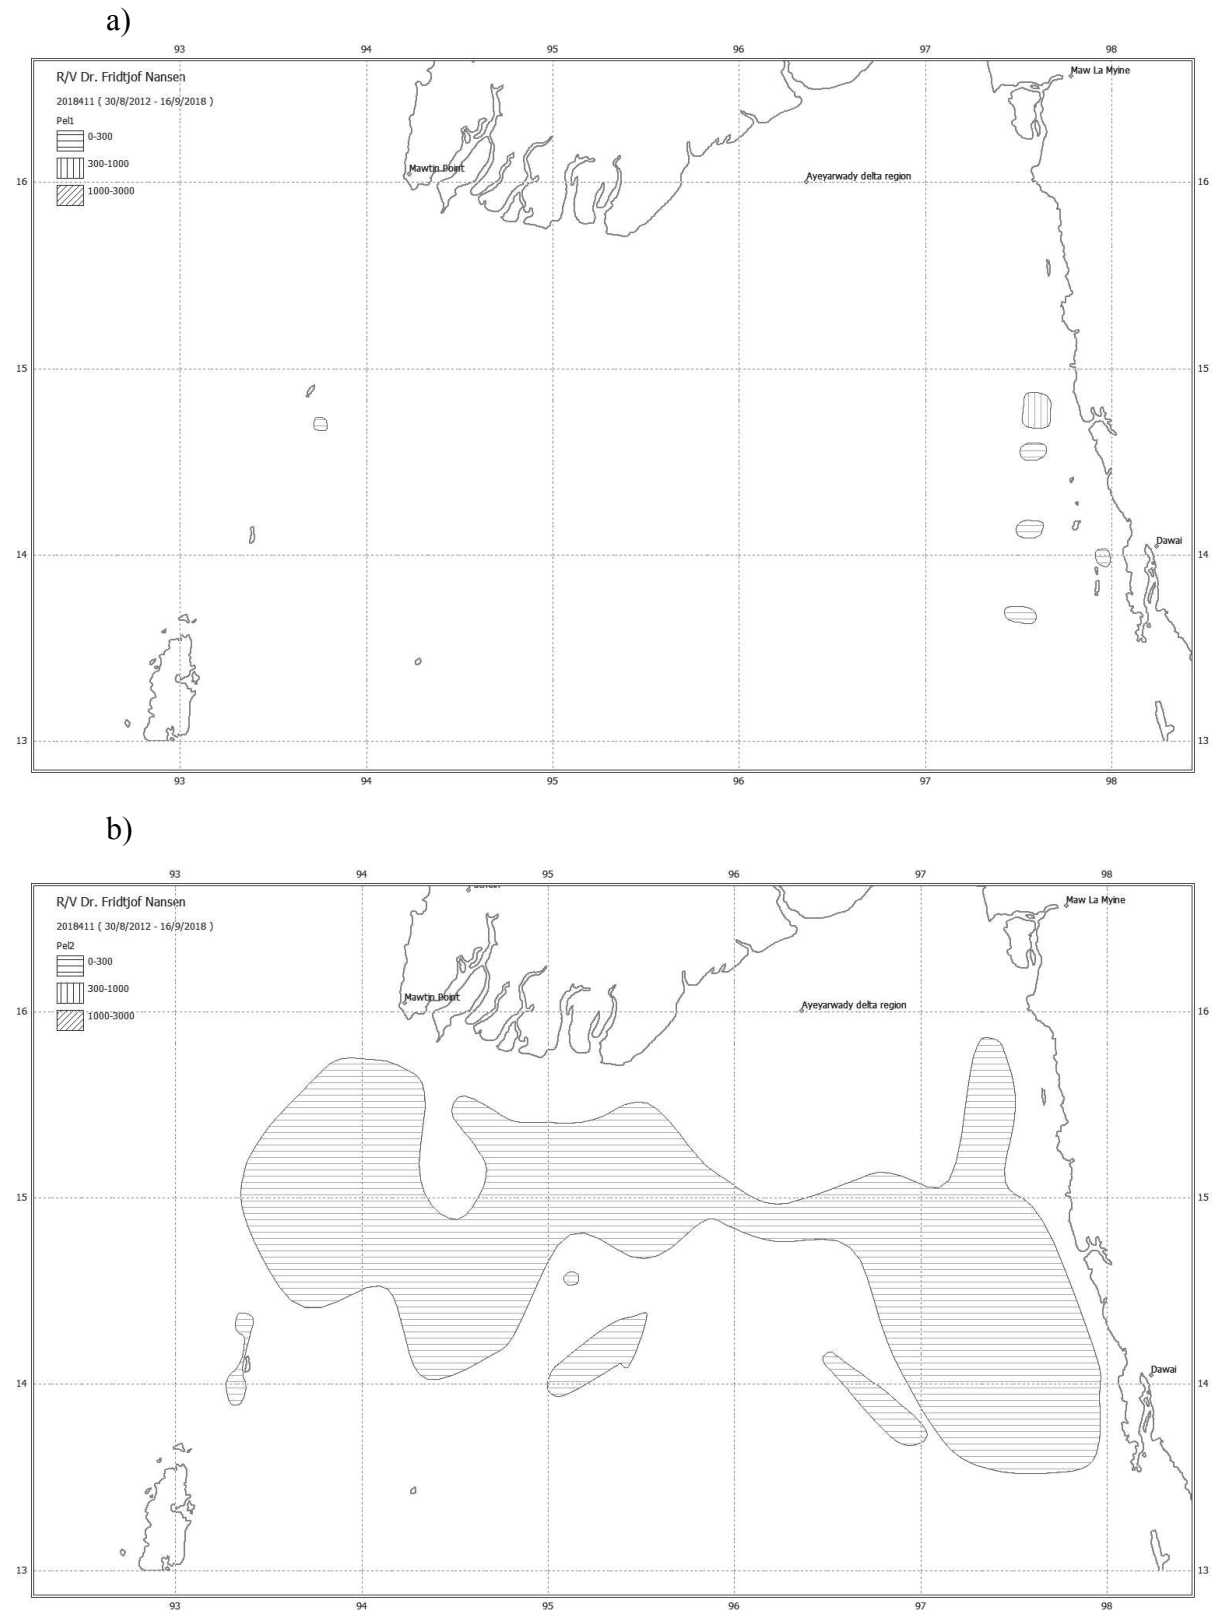 a)
93 94 95 96 97 98
R/V Dr. Fridtjof Nansen
Maw La Myine
2018411 ( 30/8/2012 - 16/9/2018 )
Pel1
0-300
300-1000
1000-3000
Mawtin Point
Ayeyarwady delta region
16 16
15 15
14 14
Dawai
13 13
93 94 95 96 97 98
b)
93 94 95 96 97 98
R/V Dr. Fridtjof Nansen
Maw La Myine
2018411 ( 30/8/2012 - 16/9/2018 )
Pel2
0-300
300-1000
1000-3000
Mawtin Point
Ayeyarwady delta region
16 16
15 15
Dawai
14 14
13 13
93 94 95 96 97 98